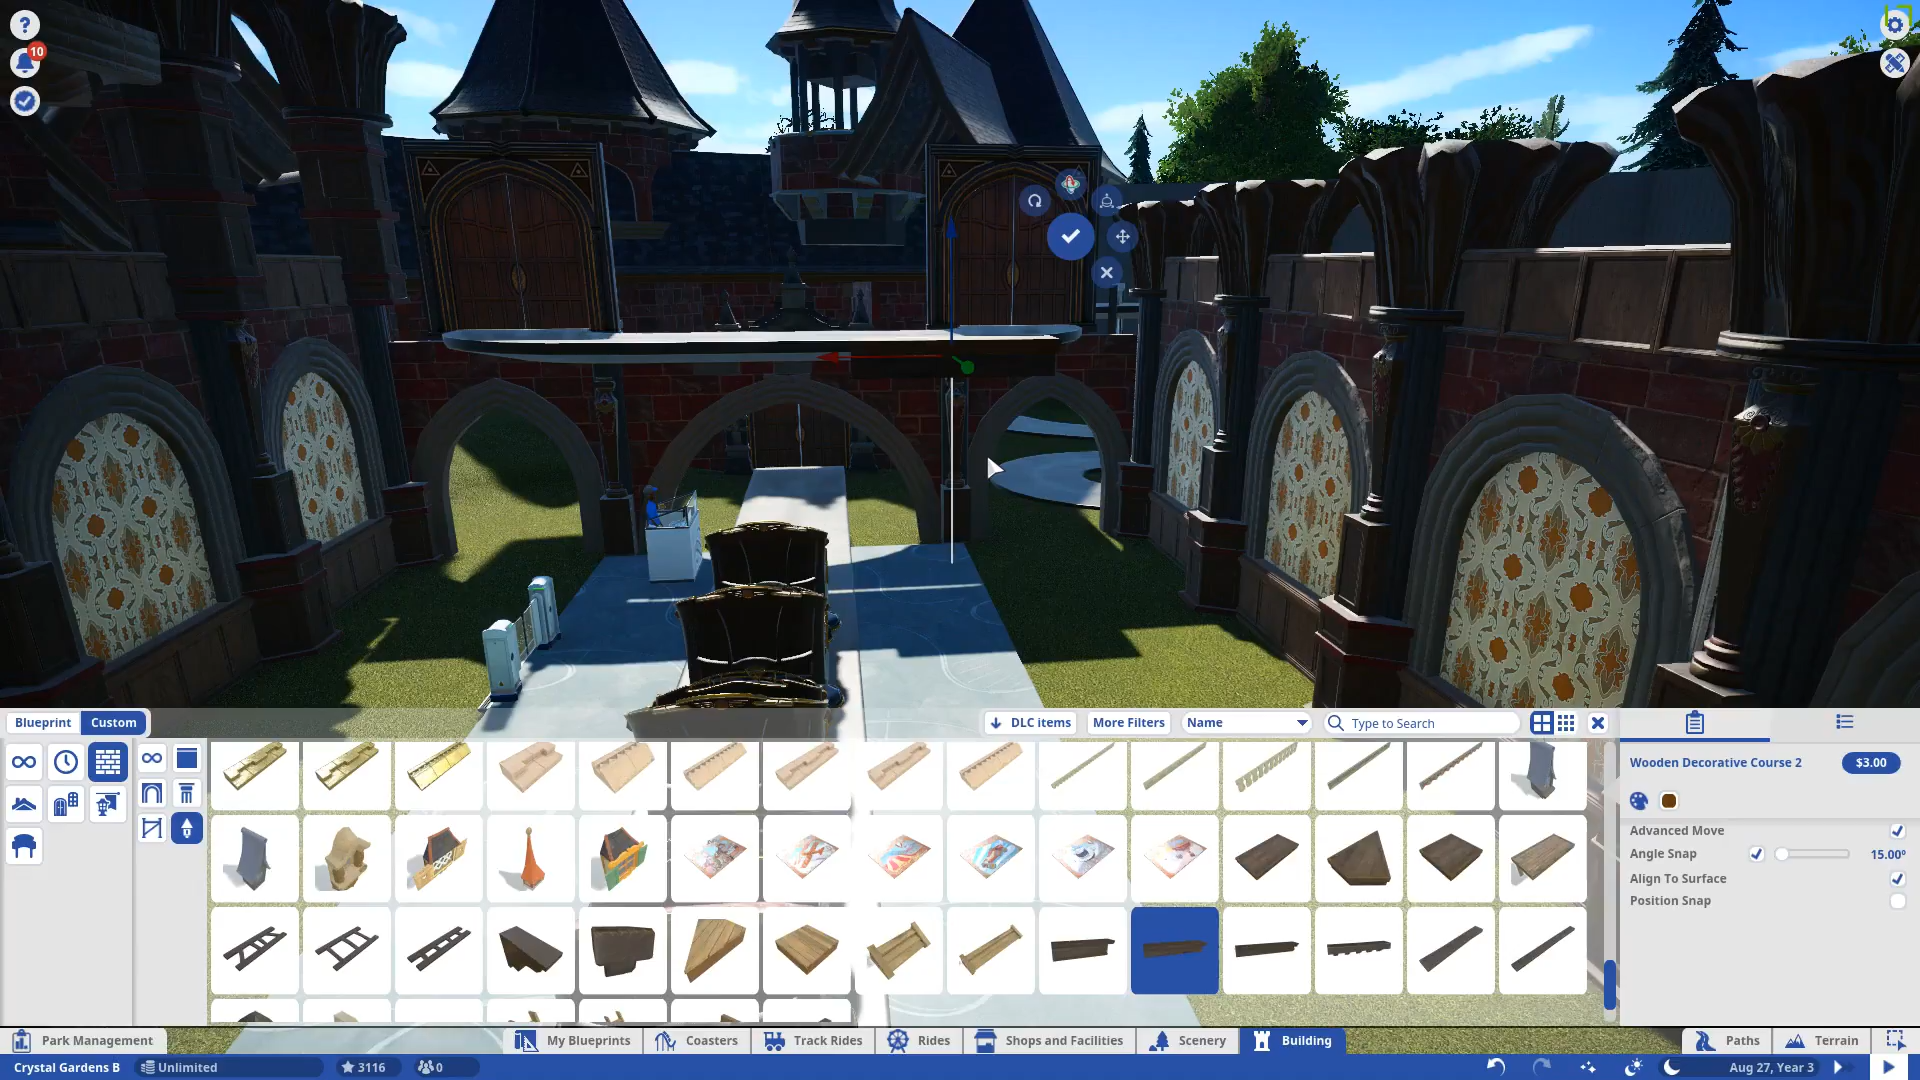 10
Blueprint
Custom
DLC items
More Filters
Name
Type to Search
Wooden Decorative Course 2
$3.00
Advanced Move
Angle Snap
15.00°
Align To Surface
Position Snap
Park Management
My Blueprints
Coasters
Track Rides
Rides
Shops and Facilities
Scenery
Building
Paths
Terrain
Crystal Gardens B
Unlimited
3116
0
Aug 27, Year 3